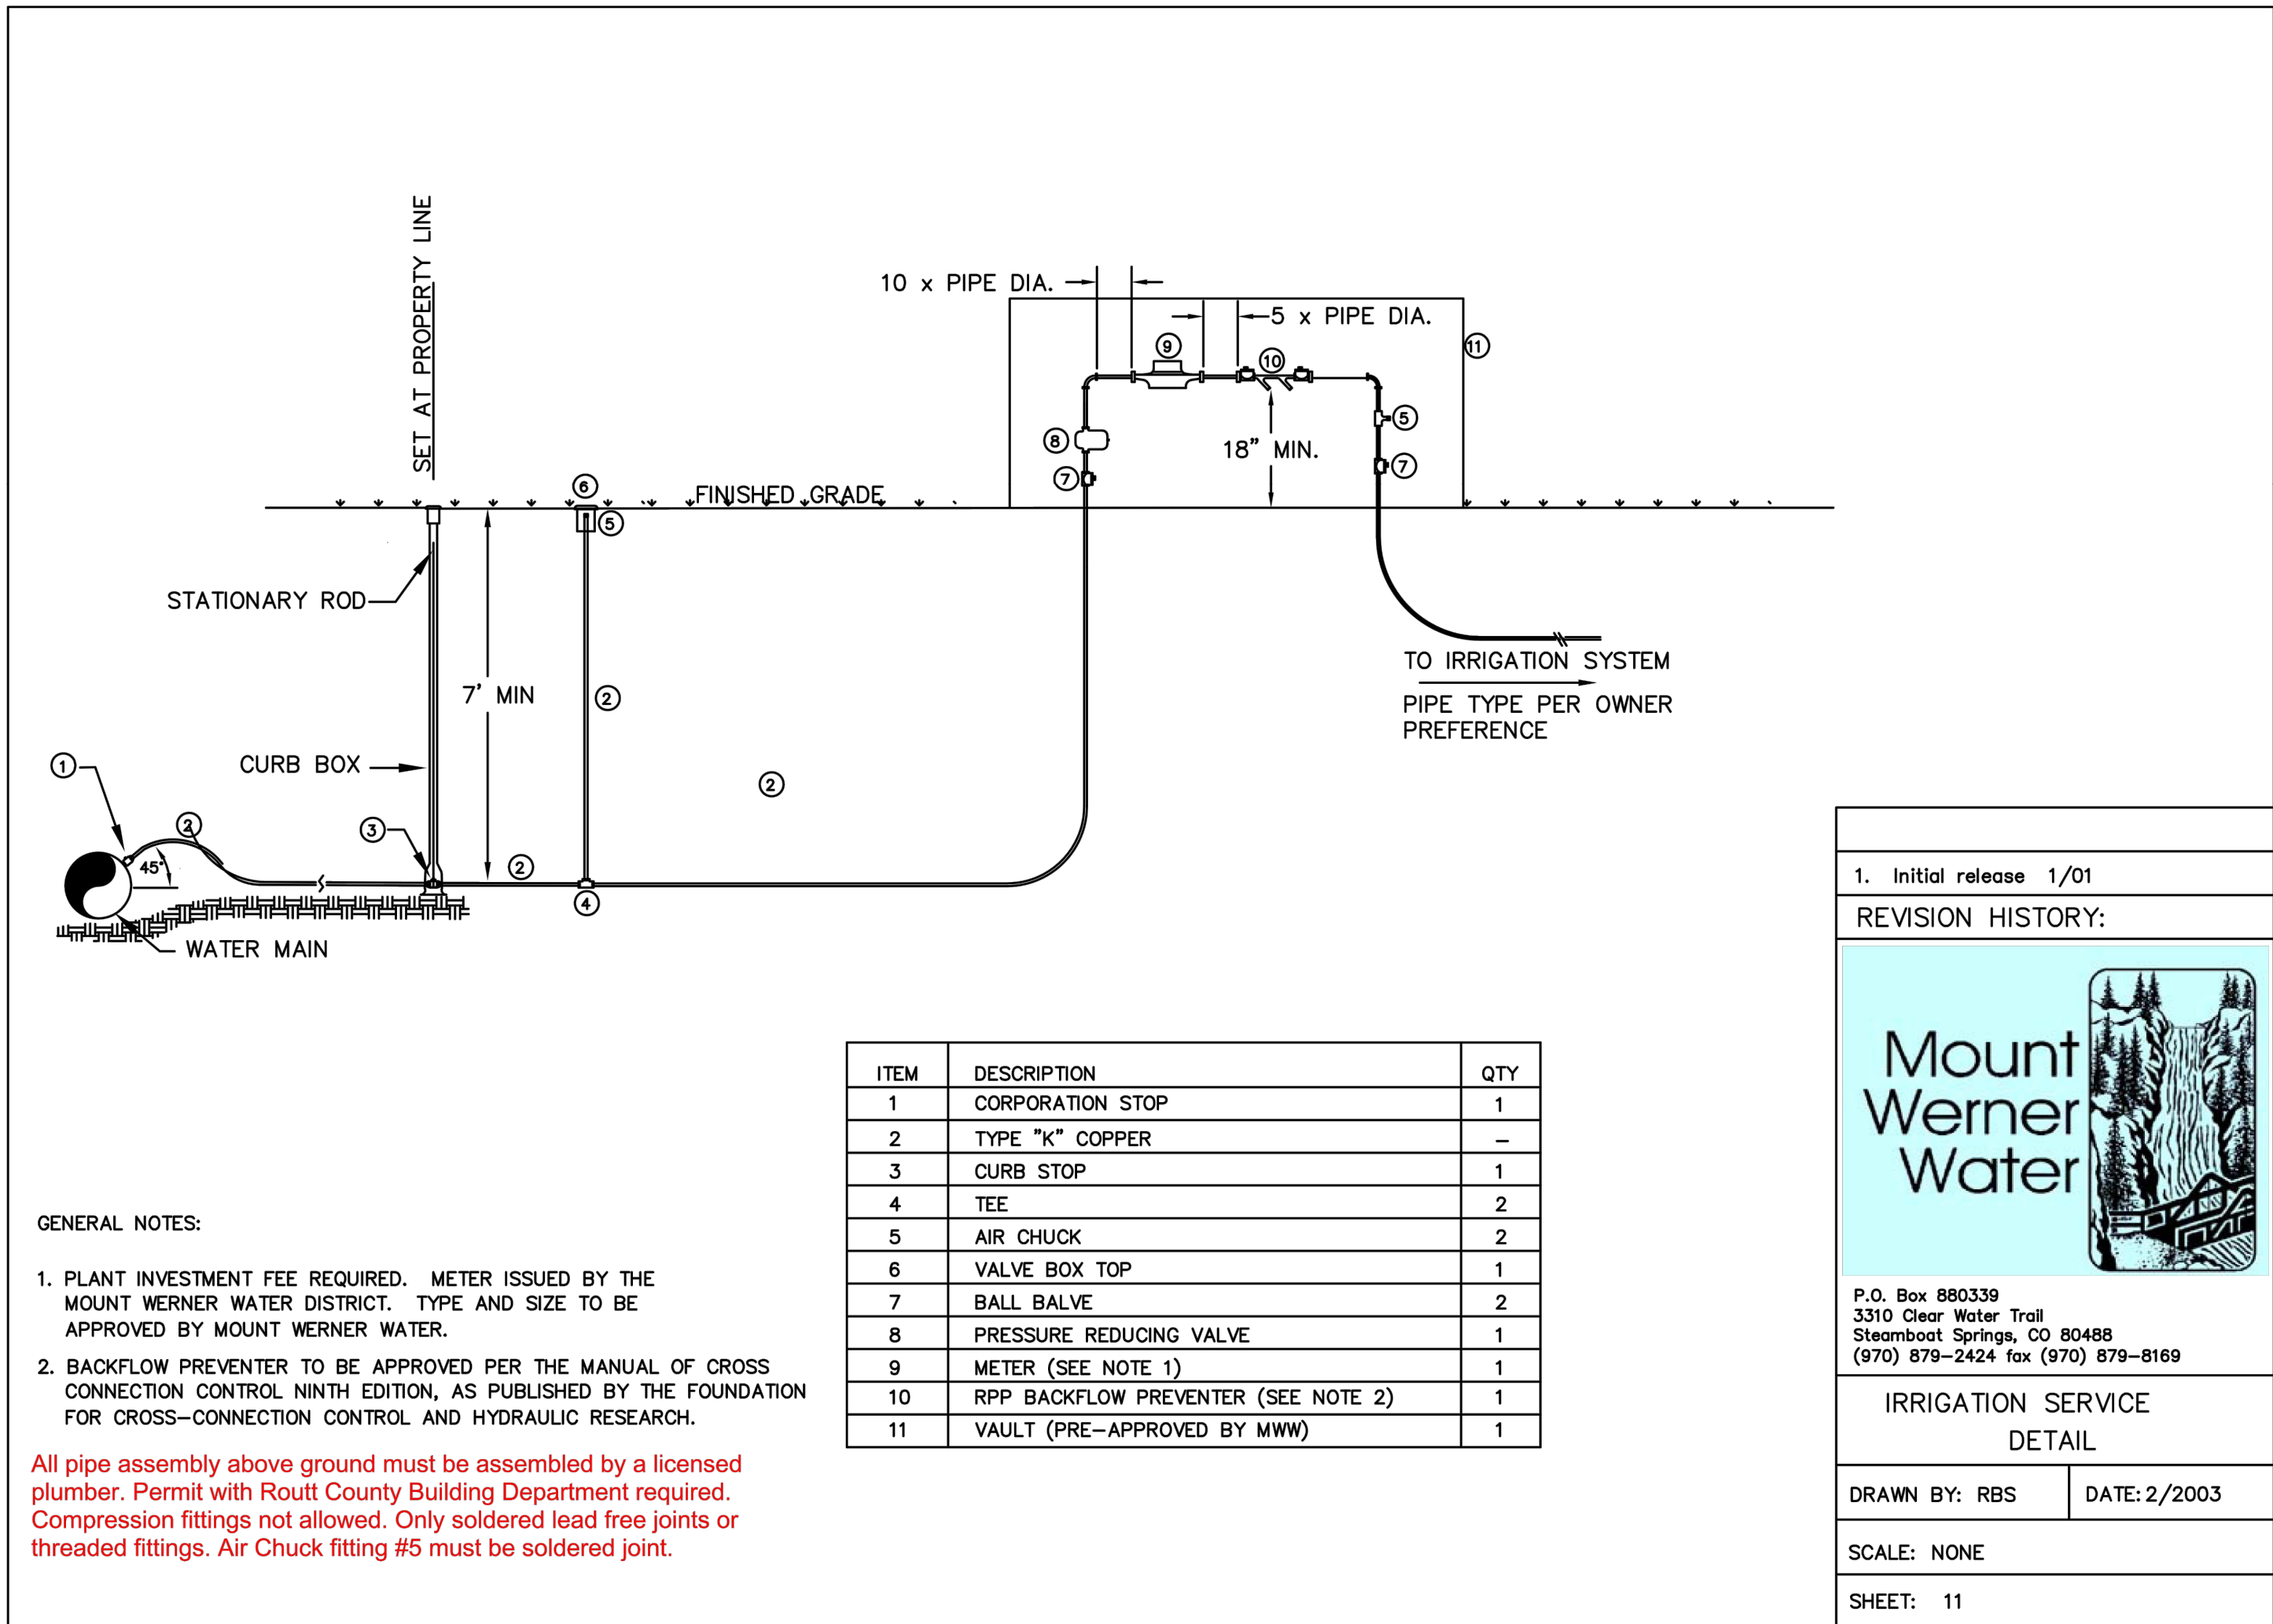 SET AT PROPERTY LINE
10 x PIPE DIA.
5 x PIPE DIA.
9
10
11
8
5
18" MIN.
7
7
6
FINISHED GRADE
5
STATIONARY ROD
7' MIN
2
TO IRRIGATION SYSTEM
PIPE TYPE PER OWNER
PREFERENCE
1
CURB BOX
2
2
3
45°
2
4
WATER MAIN
1. Initial release 1/01
REVISION HISTORY:
Mount
Werner
Water
P.O. Box 880339
3310 Clear Water Trail
Steamboat Springs, CO 80488
(970) 879-2424 fax (970) 879-8169
IRRIGATION SERVICE
DETAIL
DRAWN BY: RBS DATE: 2/2003
SCALE: NONE
SHEET: 11
ITEM DESCRIPTION QTY
1 CORPORATION STOP 1
2 TYPE "K" COPPER –
3 CURB STOP 1
4 TEE 2
5 AIR CHUCK 2
6 VALVE BOX TOP 1
7 BALL BALVE 2
8 PRESSURE REDUCING VALVE 1
9 METER (SEE NOTE 1) 1
10 RPP BACKFLOW PREVENTER (SEE NOTE 2) 1
11 VAULT (PRE-APPROVED BY MWW) 1
GENERAL NOTES:
1. PLANT INVESTMENT FEE REQUIRED. METER ISSUED BY THE
MOUNT WERNER WATER DISTRICT. TYPE AND SIZE TO BE
APPROVED BY MOUNT WERNER WATER.
2. BACKFLOW PREVENTER TO BE APPROVED PER THE MANUAL OF CROSS
CONNECTION CONTROL NINTH EDITION, AS PUBLISHED BY THE FOUNDATION
FOR CROSS-CONNECTION CONTROL AND HYDRAULIC RESEARCH.
All pipe assembly above ground must be assembled by a licensed
plumber. Permit with Routt County Building Department required.
Compression fittings not allowed. Only soldered lead free joints or
threaded fittings. Air Chuck fitting #5 must be soldered joint.